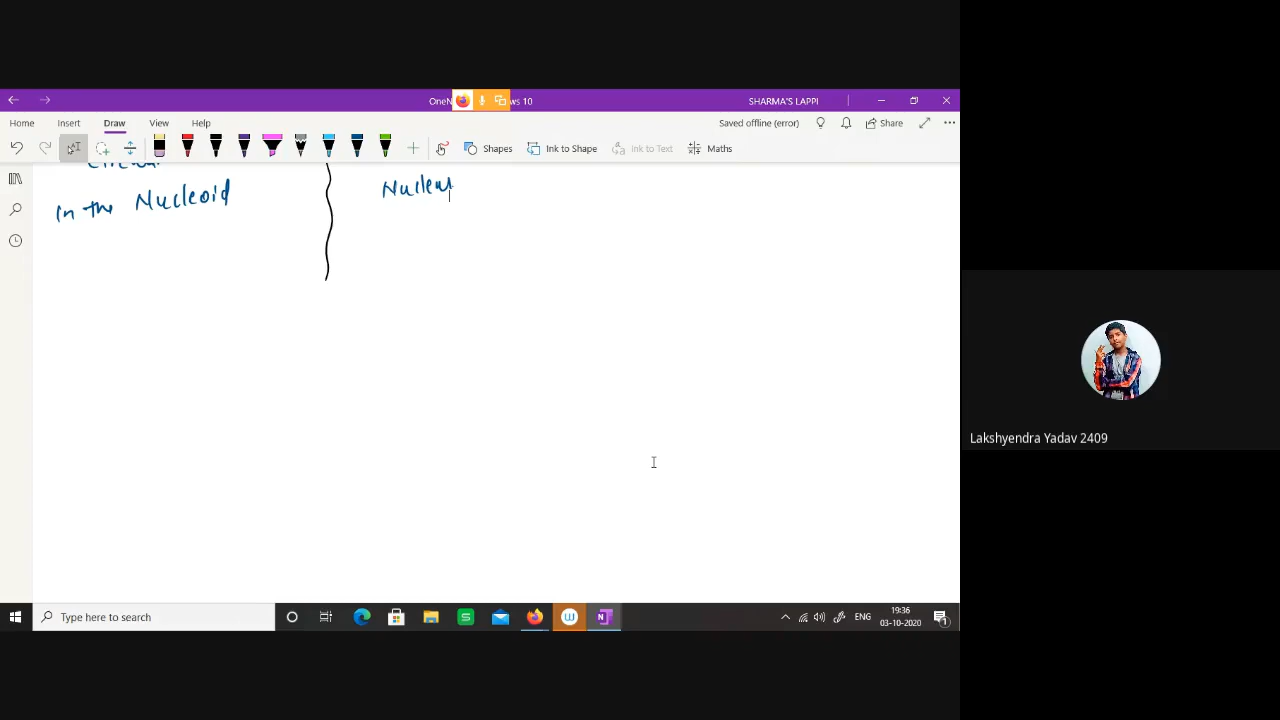 SHARMA'S LAPPI
Home Insert Draw View Help
Saved offline (error)
Share
Shapes
Ink to Shape
Ink to Text
Maths
In the Nucleoid
Lakshyendra Yadav 2409
Type here to search
ENG
19:36
03-10-2020
1